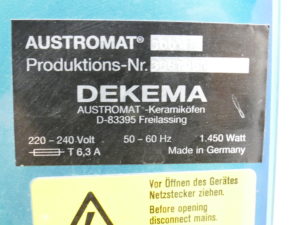 AUSTROMAT®
Produktions-Nr.
DEKEMA
AUSTROMAT®-Keramiköfen
D-83395 Freilassing
220 - 240 Volt 50 - 60 Hz 1.450 Watt
T 6,3 A Made in Germany
Vor Öffnen des Gerätes
Netzstecker ziehen.
Before opening
disconnect mains.